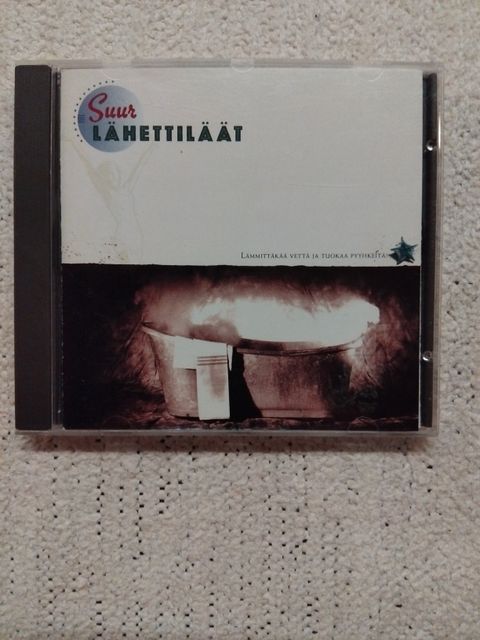 Suur
LÄHETTILÄÄT
LÄMMITTÄKÄÄ VETTÄ JA TUOKAA PYYHKEITÄ!